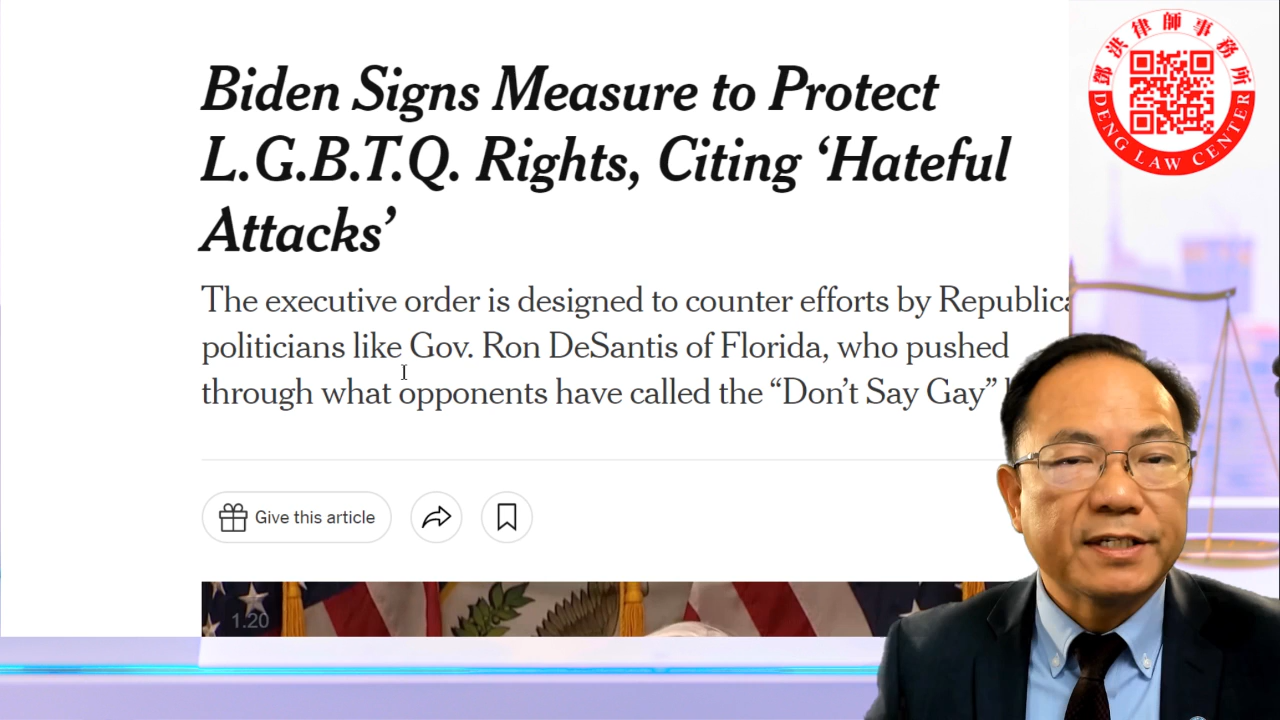 Biden Signs Measure to Protect
L.G.B.T.Q. Rights, Citing ‘Hateful
Attacks’
The executive order is designed to counter efforts by
politicians like Gov. Ron DeSantis of Florida, who pushed
through what opponents have called the “Don’t Say Gay”
Give this article
1.20
鄧洪律師事務所
DENG LAW CENTER